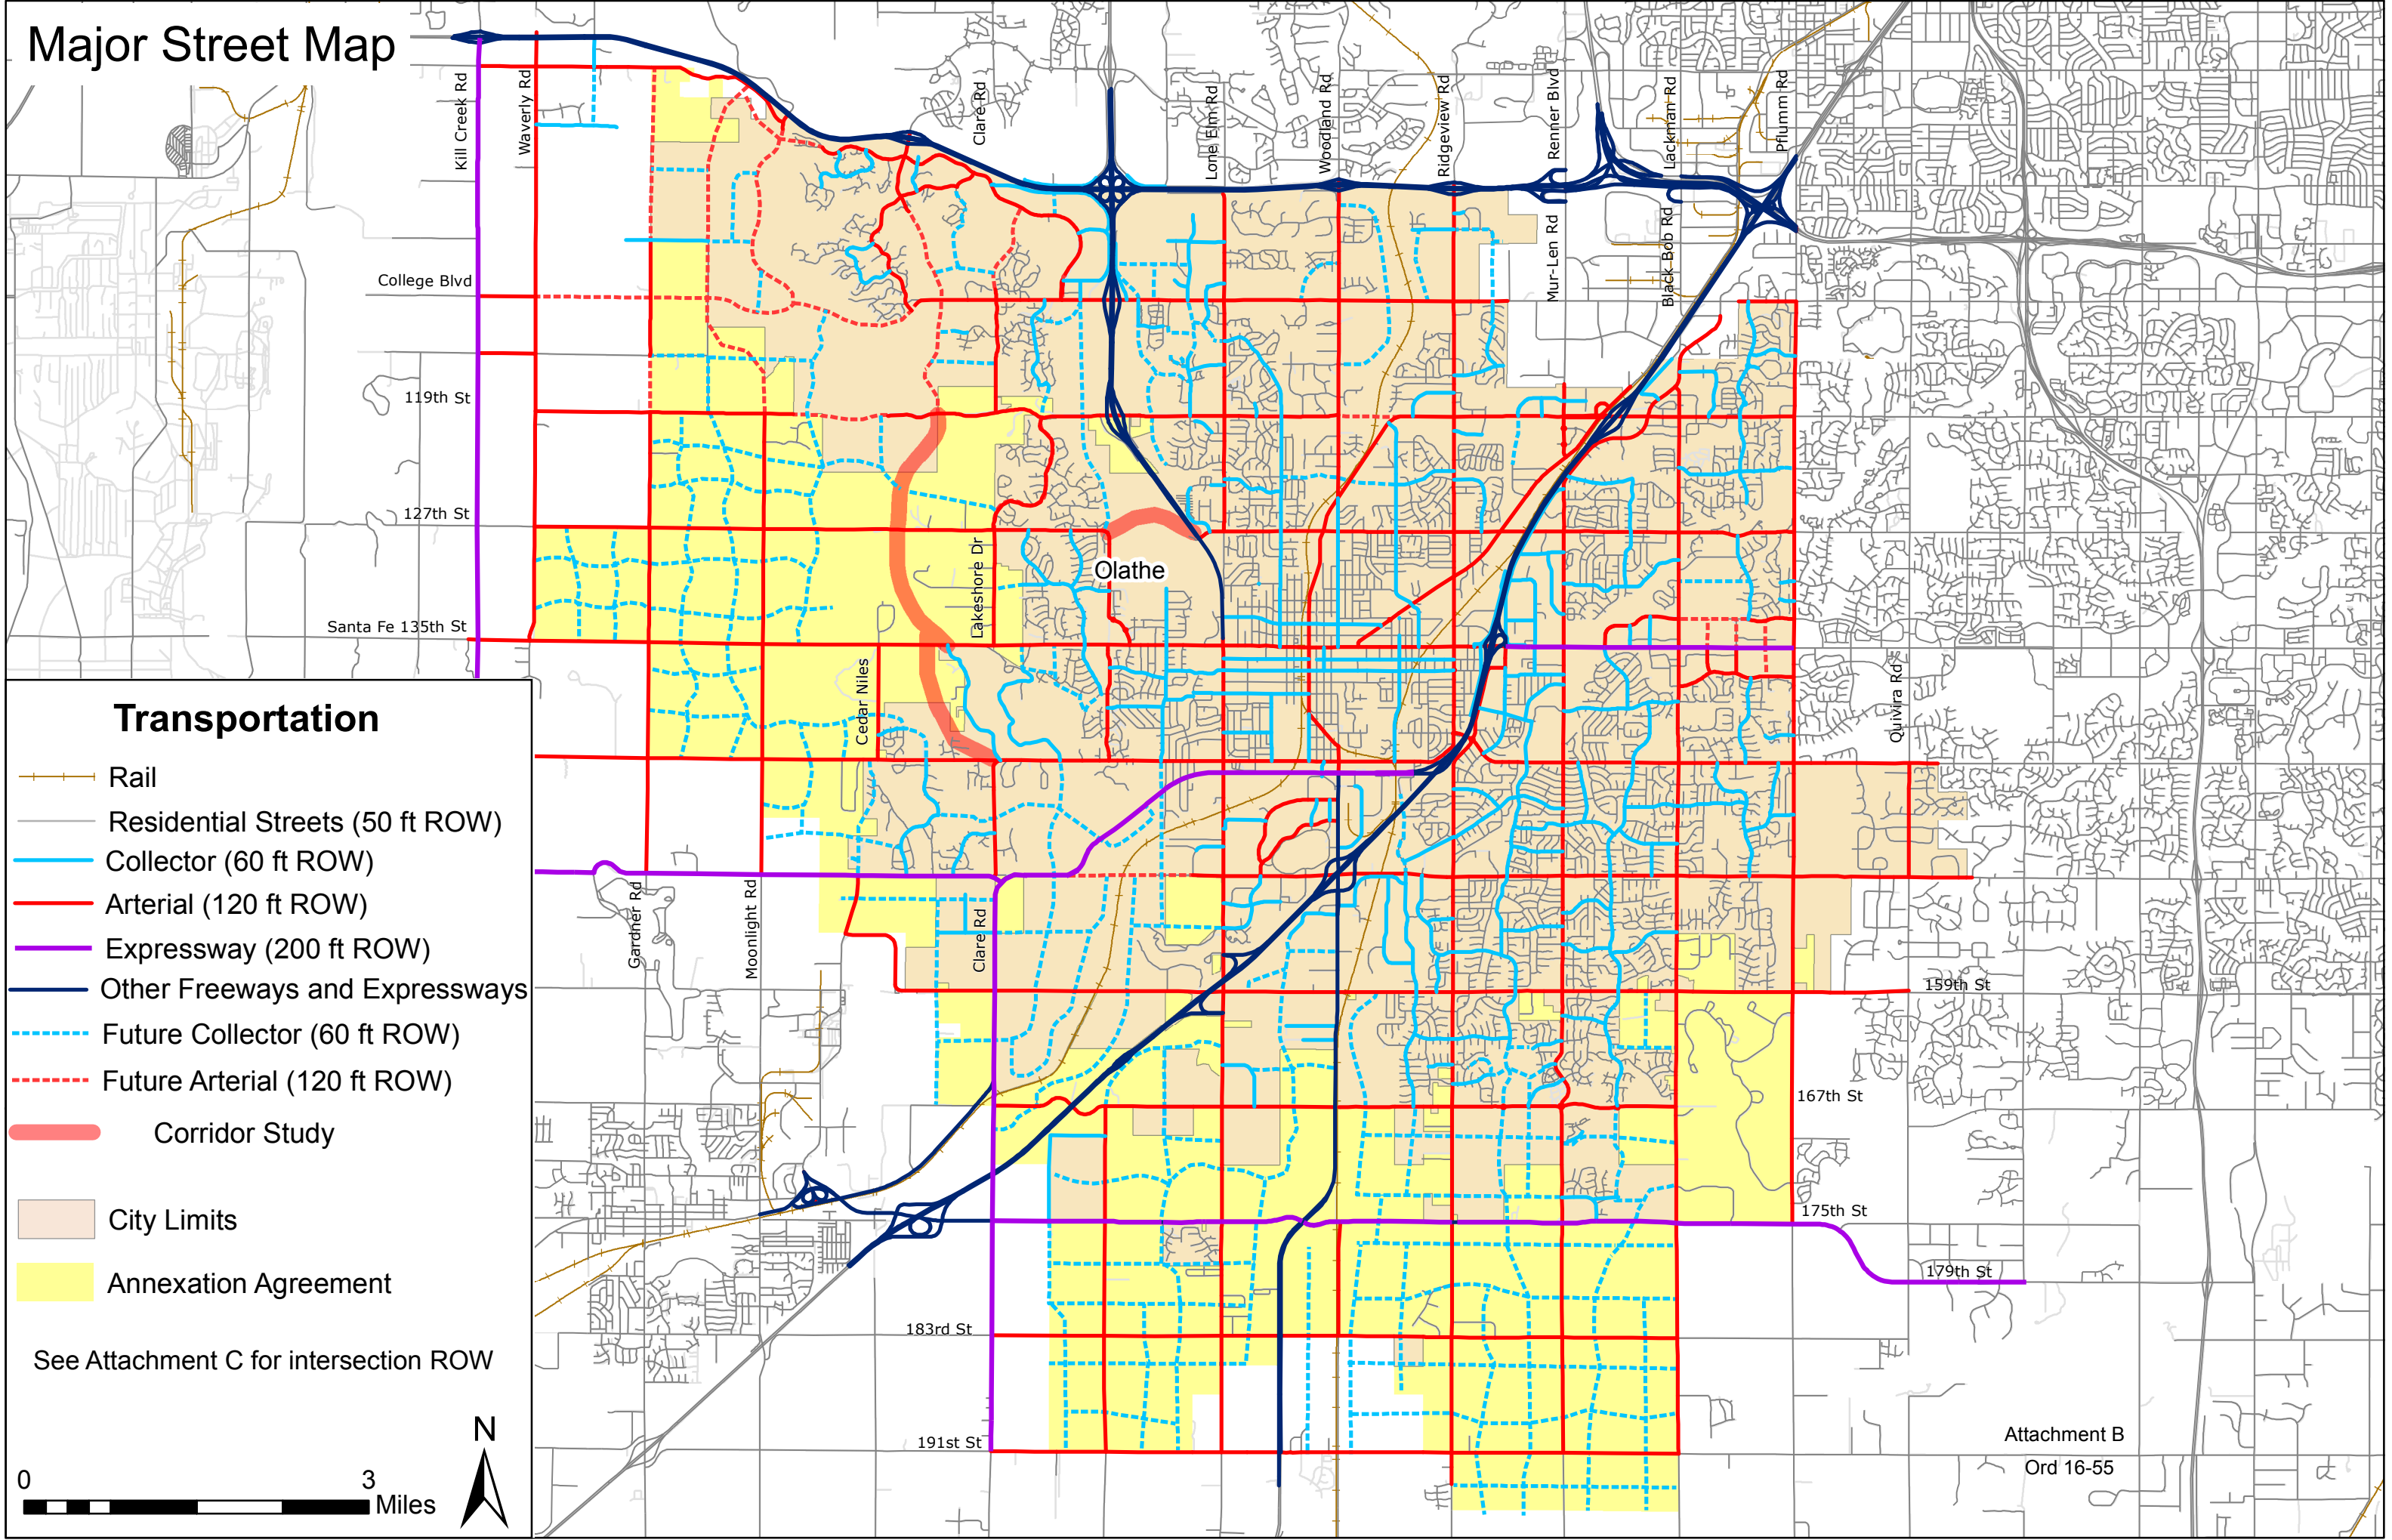 Major Street Map
Kill Creek Rd
Waverly Rd
Clare Rd
Lone Elm Rd
Woodland Rd
Ridgeview Rd
Renner Blvd
Lackman Rd
Pflumm Rd
Mur-Len Rd
Black Bob Rd
College Blvd
119th St
127th St
Olathe
Lakeshore Dr
Santa Fe 135th St
Cedar Niles
Quivira Rd
Gardner Rd
Moonlight Rd
Clare Rd
159th St
167th St
175th St
179th St
183rd St
191st St
Transportation
Rail
Residential Streets (50 ft ROW)
Collector (60 ft ROW)
Arterial (120 ft ROW)
Expressway (200 ft ROW)
Other Freeways and Expressways
Future Collector (60 ft ROW)
Future Arterial (120 ft ROW)
Corridor Study
City Limits
Annexation Agreement
See Attachment C for intersection ROW
N
0 3
Miles
Attachment B
Ord 16-55